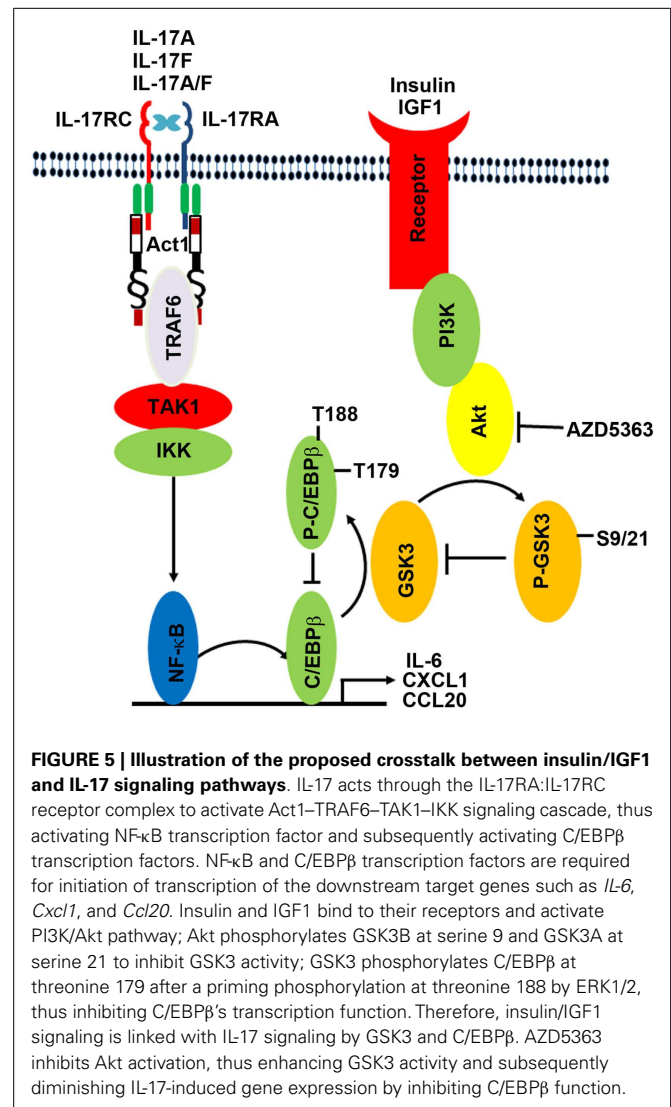 IL-17A
IL-17F
IL-17A/F
IL-17RC
IL-17RA
Insulin
IGF1
Receptor
Act1
TRAF6
PI3K
TAK1
IKK
Akt
AZD5363
T188
T179
P-C/EBPβ
GSK3
P-GSK3
S9/21
NF-κB
C/EBPβ
IL-6
CXCL1
CCL20
FIGURE 5 | Illustration of the proposed crosstalk between insulin/IGF1
and IL-17 signaling pathways. IL-17 acts through the IL-17RA:IL-17RC
receptor complex to activate Act1–TRAF6–TAK1–IKK signaling cascade, thus
activating NF-κB transcription factor and subsequently activating C/EBPβ
transcription factors. NF-κB and C/EBPβ transcription factors are required
for initiation of transcription of the downstream target genes such as IL-6,
Cxcl1, and Ccl20. Insulin and IGF1 bind to their receptors and activate
PI3K/Akt pathway; Akt phosphorylates GSK3B at serine 9 and GSK3A at
serine 21 to inhibit GSK3 activity; GSK3 phosphorylates C/EBPβ at
threonine 179 after a priming phosphorylation at threonine 188 by ERK1/2,
thus inhibiting C/EBPβ's transcription function. Therefore, insulin/IGF1
signaling is linked with IL-17 signaling by GSK3 and C/EBPβ. AZD5363
inhibits Akt activation, thus enhancing GSK3 activity and subsequently
diminishing IL-17-induced gene expression by inhibiting C/EBPβ function.